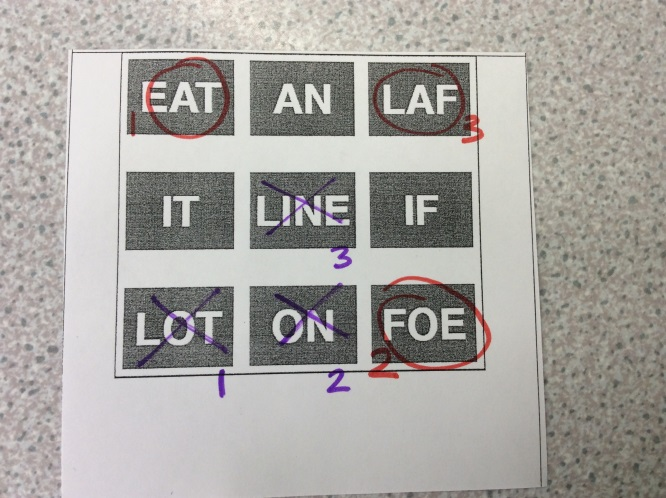 EAT AN LAF
1 3
IT LINE IF
3
LOT ON FOE
1 2 2